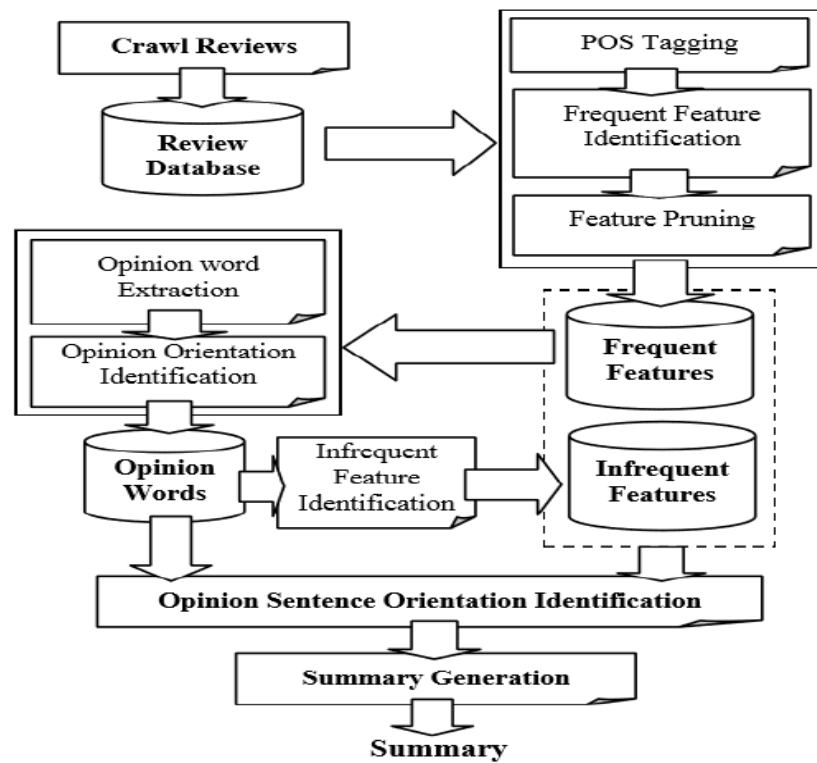 Crawl Reviews
Review
Database
POS Tagging
Frequent Feature
Identification
Feature Pruning
Opinion word
Extraction
Opinion Orientation
Identification
Frequent
Features
Opinion
Words
Infrequent
Feature
Identification
Infrequent
Features
Opinion Sentence Orientation Identification
Summary Generation
Summary